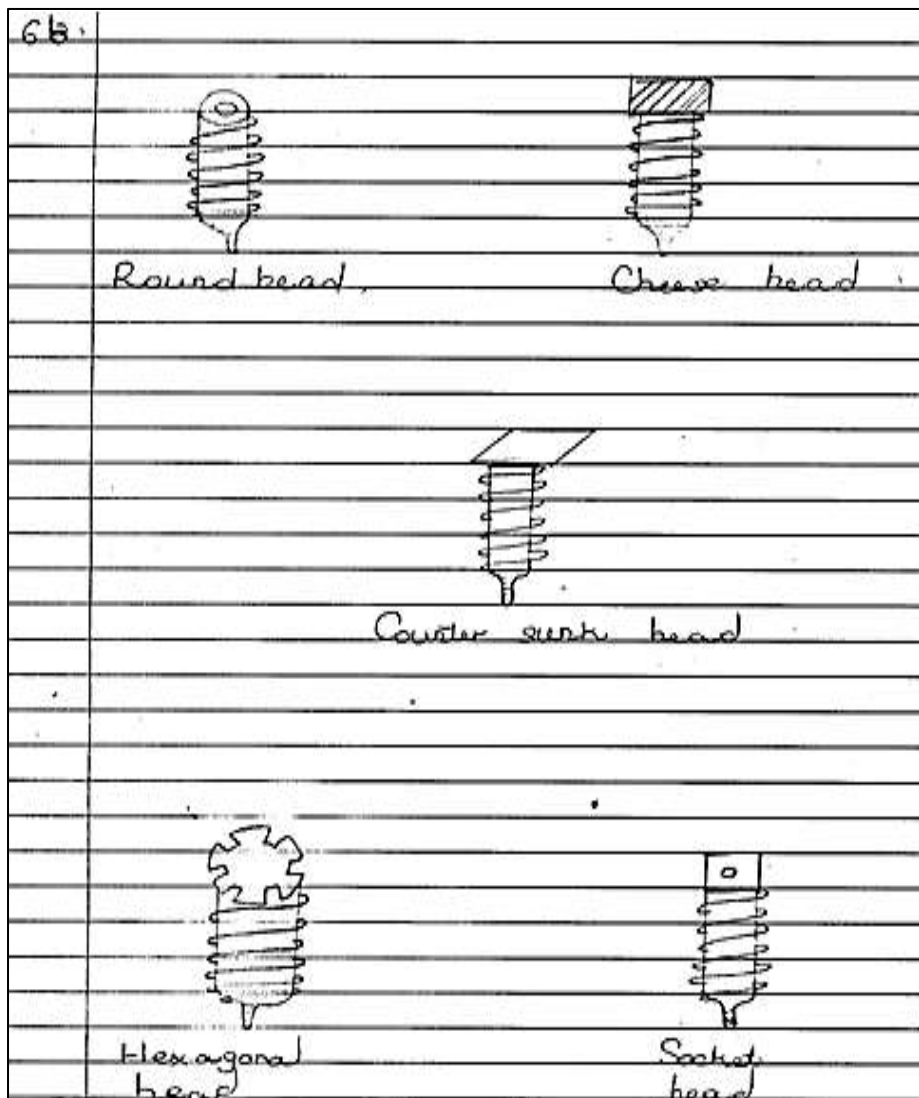 6b.
Round head.
Cheese head.
Counter sunk head
Hexagonal
head
Socket
head